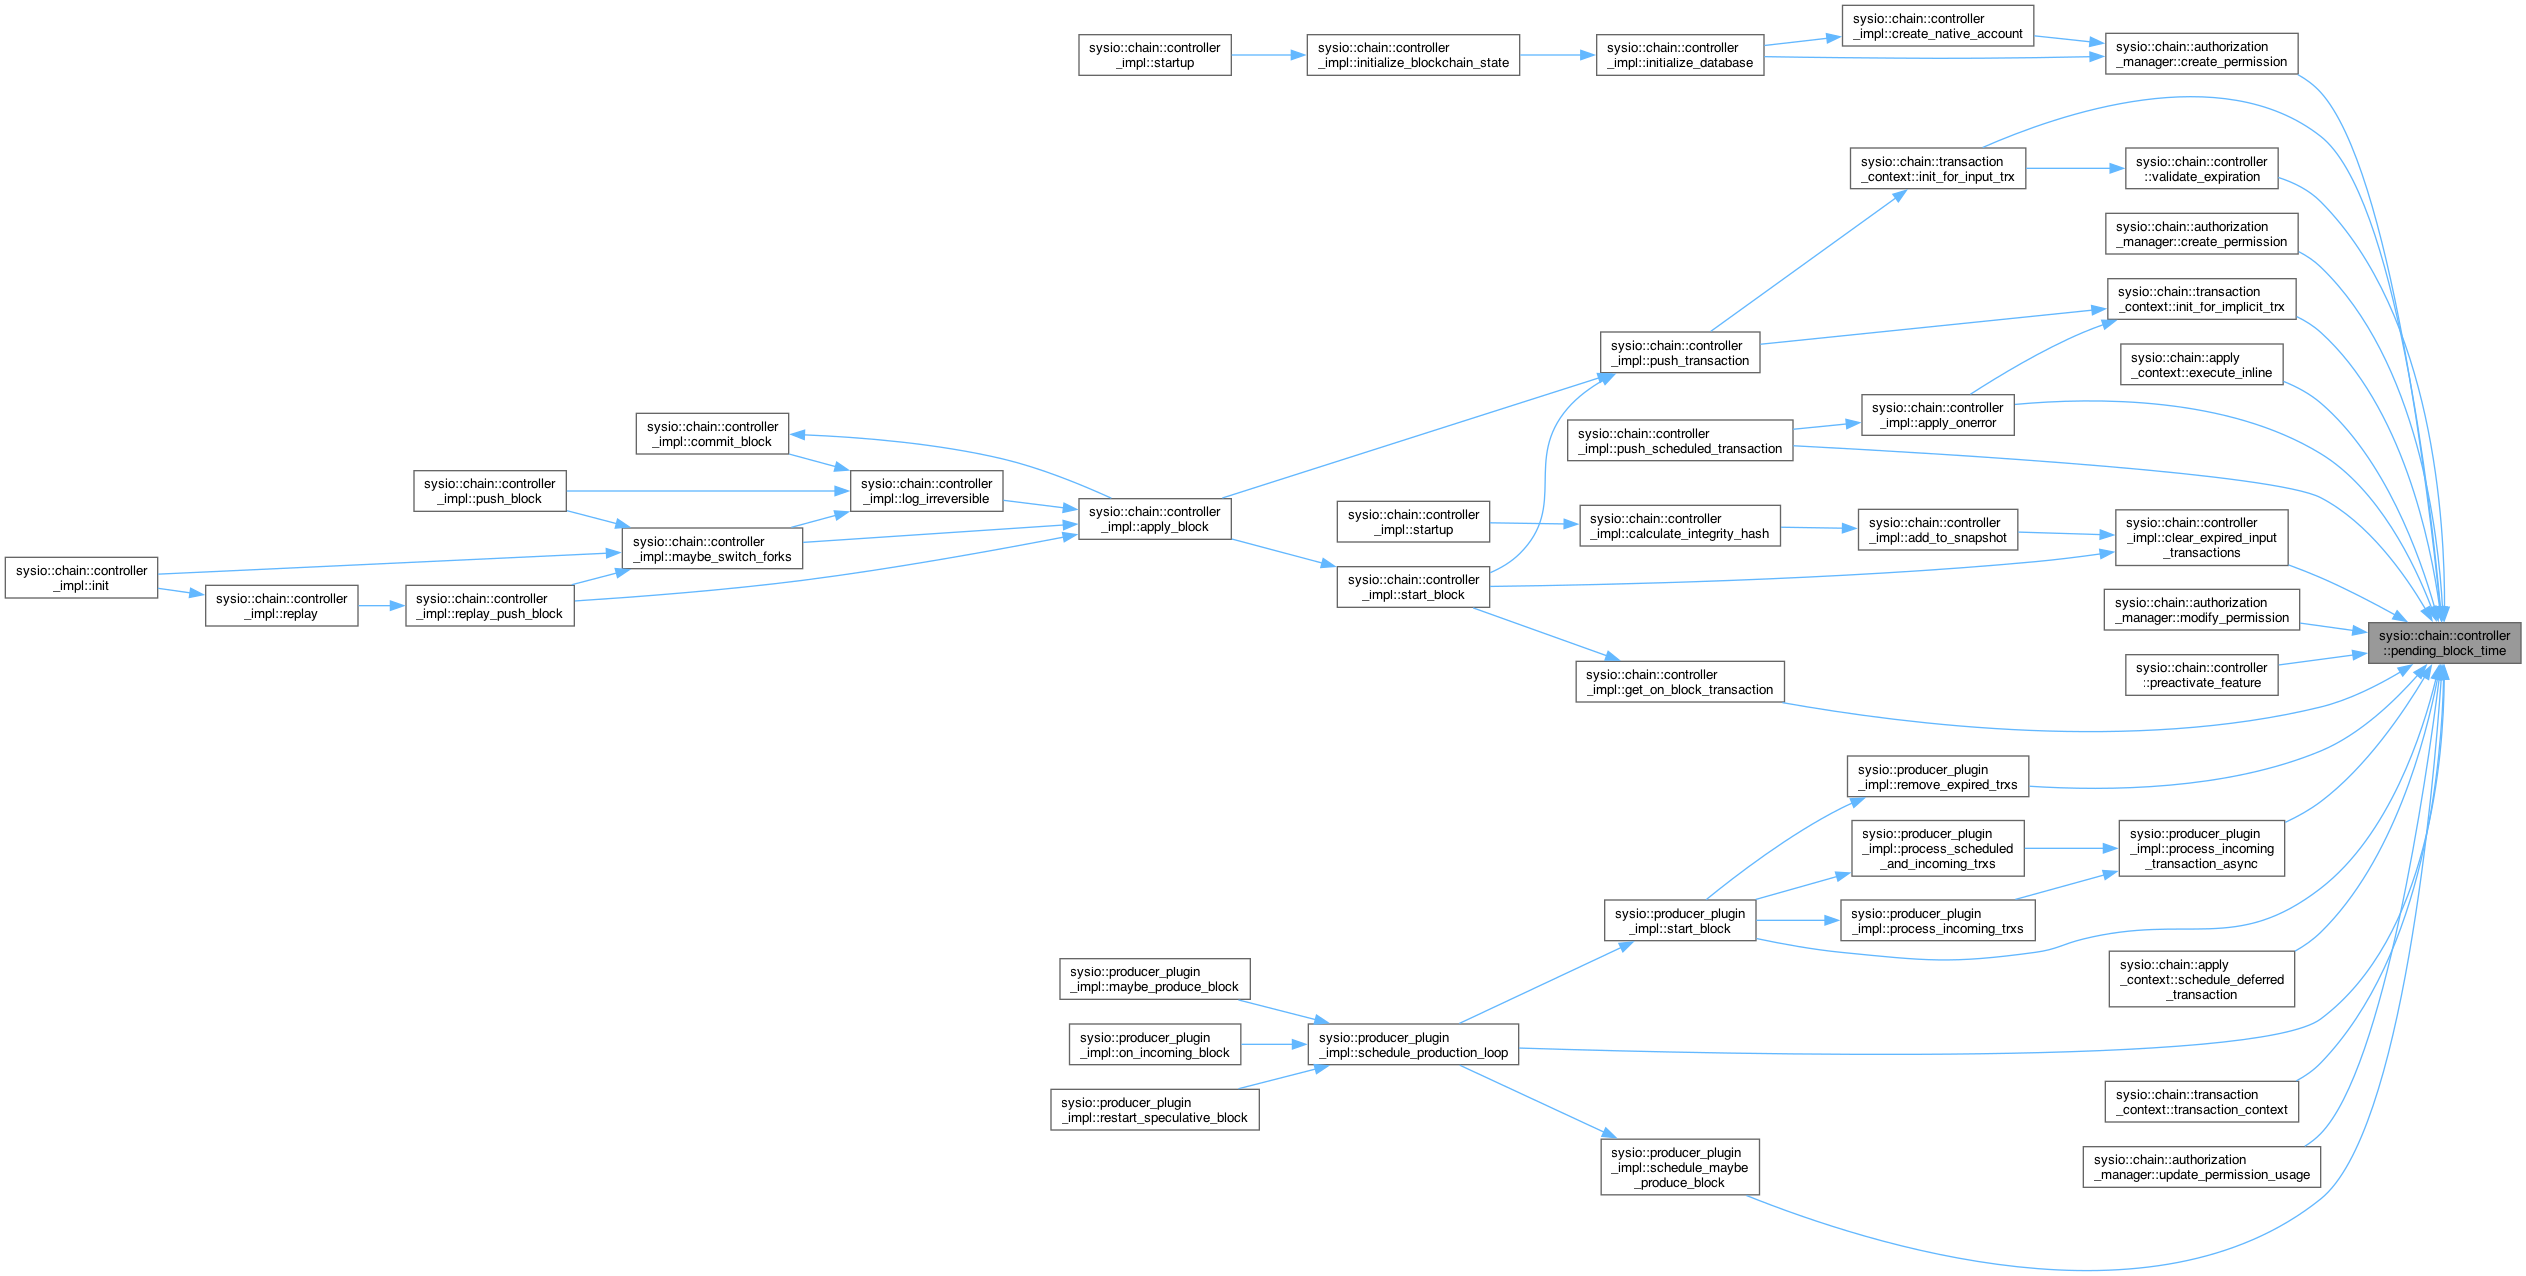 sysio::chain::controller
_impl::create_native_account
sysio::chain::controller
_impl::startup
sysio::chain::controller
_impl::initialize_blockchain_state
sysio::chain::controller
_impl::initialize_database
sysio::chain::authorization
_manager::create_permission
sysio::chain::transaction
_context::init_for_input_trx
sysio::chain::controller
::validate_expiration
sysio::chain::authorization
_manager::create_permission
sysio::chain::transaction
_context::init_for_implicit_trx
sysio::chain::controller
_impl::push_transaction
sysio::chain::apply
_context::execute_inline
sysio::chain::controller
_impl::apply_onerror
sysio::chain::controller
_impl::commit_block
sysio::chain::controller
_impl::push_scheduled_transaction
sysio::chain::controller
_impl::push_block
sysio::chain::controller
_impl::log_irreversible
sysio::chain::controller
_impl::apply_block
sysio::chain::controller
_impl::startup
sysio::chain::controller
_impl::calculate_integrity_hash
sysio::chain::controller
_impl::add_to_snapshot
sysio::chain::controller
_impl::clear_expired_input
_transactions
sysio::chain::controller
_impl::maybe_switch_forks
sysio::chain::controller
_impl::init
sysio::chain::controller
_impl::replay
sysio::chain::controller
_impl::replay_push_block
sysio::chain::controller
_impl::start_block
sysio::chain::authorization
_manager::modify_permission
sysio::chain::controller
::pending_block_time
sysio::chain::controller
::preactivate_feature
sysio::chain::controller
_impl::get_on_block_transaction
sysio::producer_plugin
_impl::remove_expired_trxs
sysio::producer_plugin
_impl::process_scheduled
_and_incoming_trxs
sysio::producer_plugin
_impl::process_incoming
_transaction_async
sysio::producer_plugin
_impl::start_block
sysio::producer_plugin
_impl::process_incoming_trxs
sysio::chain::apply
_context::schedule_deferred
_transaction
sysio::producer_plugin
_impl::maybe_produce_block
sysio::producer_plugin
_impl::on_incoming_block
sysio::producer_plugin
_impl::schedule_production_loop
sysio::producer_plugin
_impl::restart_speculative_block
sysio::chain::transaction
_context::transaction_context
sysio::producer_plugin
_impl::schedule_maybe
_produce_block
sysio::chain::authorization
_manager::update_permission_usage